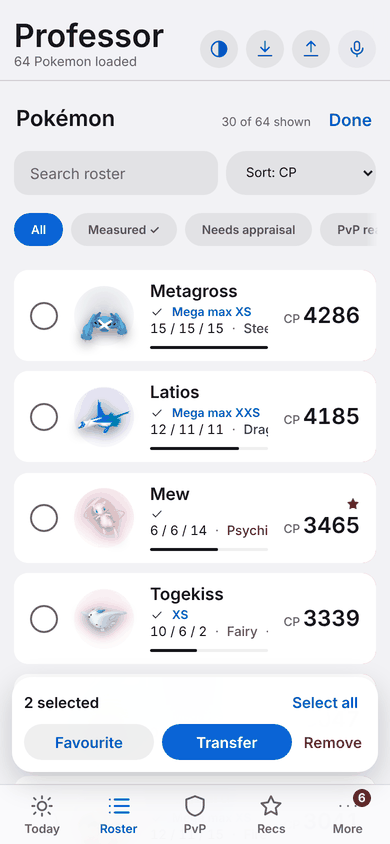 Professor
64 Pokemon loaded
Pokémon
30 of 64 shown
Done
Search roster
Sort: CP
All
Measured ✓
Needs appraisal
PvP re
Metagross
✓ Mega max XS
15 / 15 / 15 · Stee
CP 4286
Latios
✓ Mega max XXS
12 / 11 / 11 · Drag
CP 4185
Mew
✓
6 / 6 / 14 · Psychi
CP 3465
Togekiss
✓ XS
10 / 6 / 2 · Fairy ·
CP 3339
2 selected
Select all
Favourite
Transfer
Remove
6
Today
Roster
PvP
Recs
More